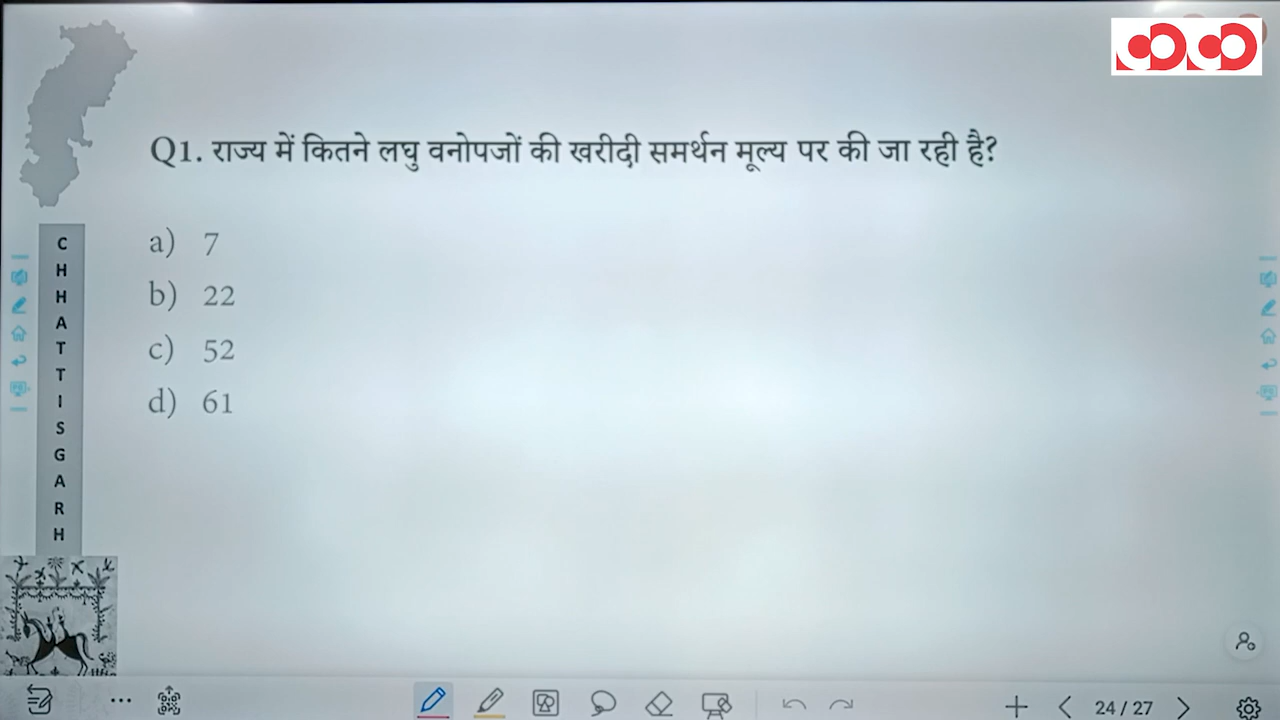 Q1. राज्य में कितने लघु वनोपजों की खरीदी समर्थन मूल्य पर की जा रही है?
a) 7
b) 22
c) 52
d) 61
CHHATTISGARH
24 / 27